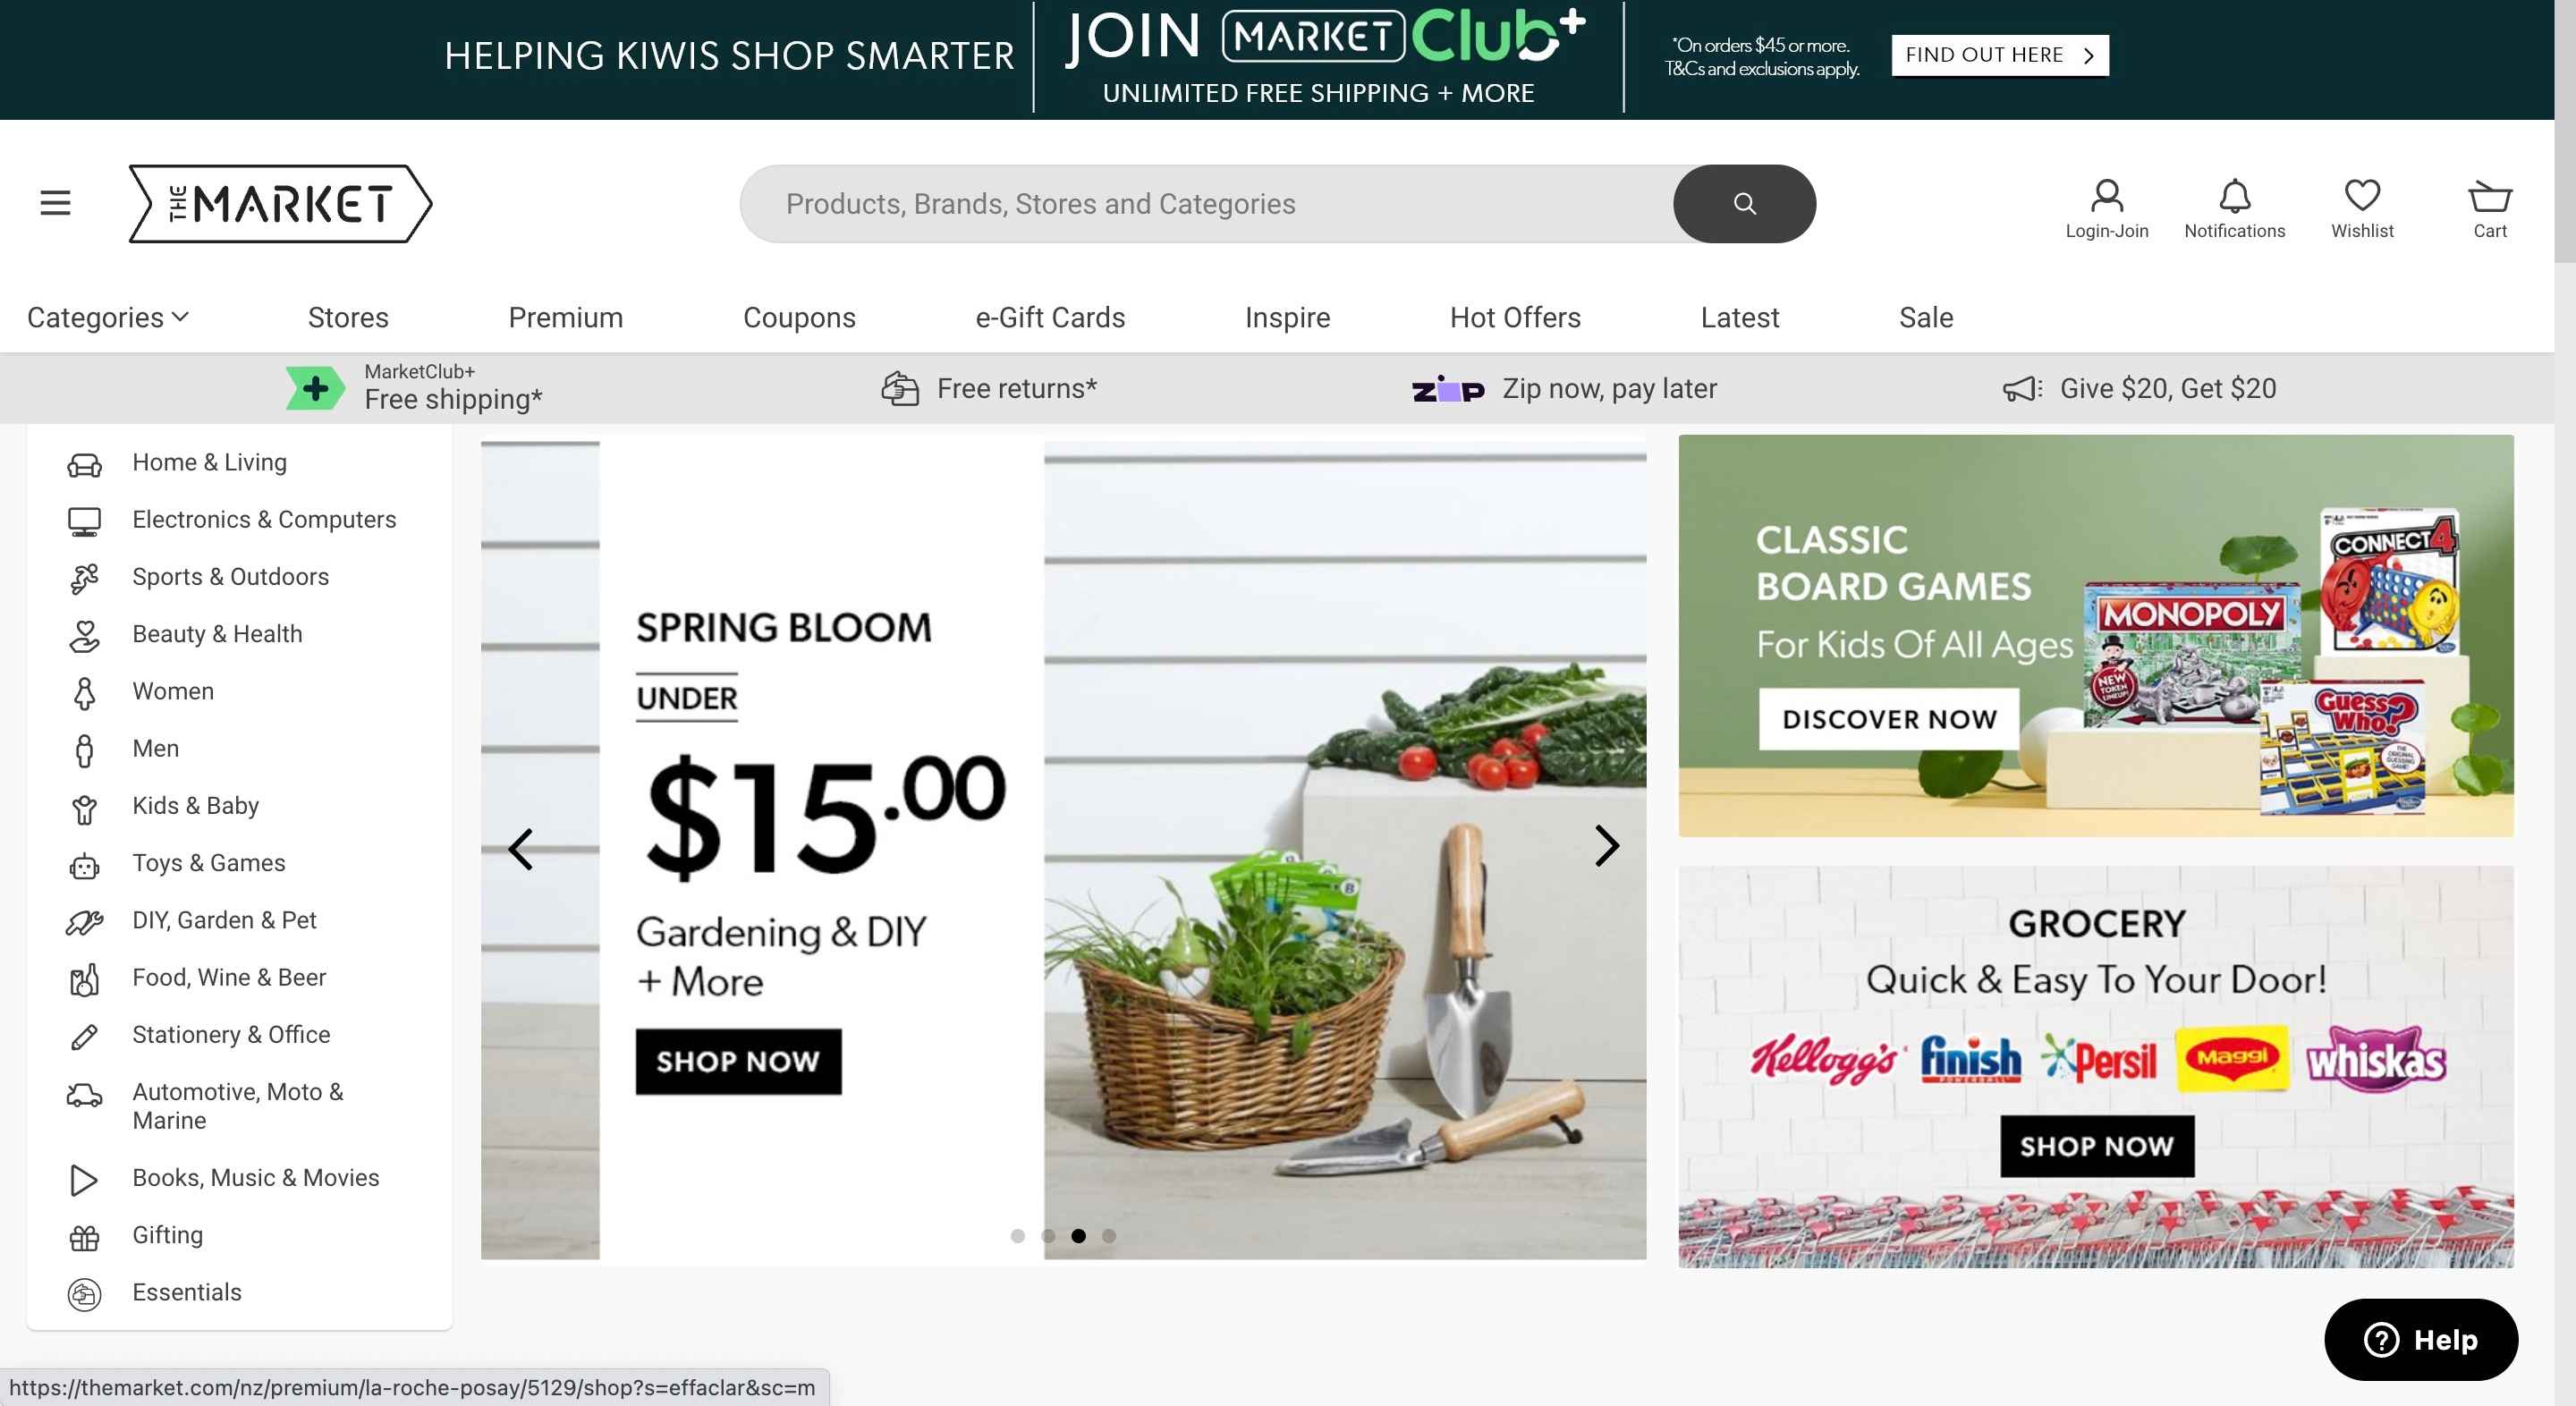 HELPING KIWIS SHOP SMARTER
JOIN MARKET Club+
UNLIMITED FREE SHIPPING + MORE
*On orders $45 or more.
T&Cs and exclusions apply.
FIND OUT HERE
THE MARKET
Products, Brands, Stores and Categories
Login-Join
Notifications
Wishlist
Cart
Categories
Stores
Premium
Coupons
e-Gift Cards
Inspire
Hot Offers
Latest
Sale
MarketClub+
Free shipping*
Free returns*
ZIP
Zip now, pay later
Give $20, Get $20
Home & Living
Electronics & Computers
Sports & Outdoors
Beauty & Health
Women
Men
Kids & Baby
Toys & Games
DIY, Garden & Pet
Food, Wine & Beer
Stationery & Office
Automotive, Moto &
Marine
Books, Music & Movies
Gifting
Essentials
SPRING BLOOM
UNDER
$15.00
Gardening & DIY
+ More
SHOP NOW
CLASSIC
BOARD GAMES
For Kids Of All Ages
DISCOVER NOW
CONNECT 4
MONOPOLY
NEW
TOKEN
LINEUP!
Guess
Who?
THE
ORIGINAL
GUESSING
GAME!
GROCERY
Quick & Easy To Your Door!
Kellogg's
finish
POWERBALL
Persil
Maggi
whiskas
SHOP NOW
Help
https://themarket.com/nz/premium/la-roche-posay/5129/shop?s=effaclar&sc=m